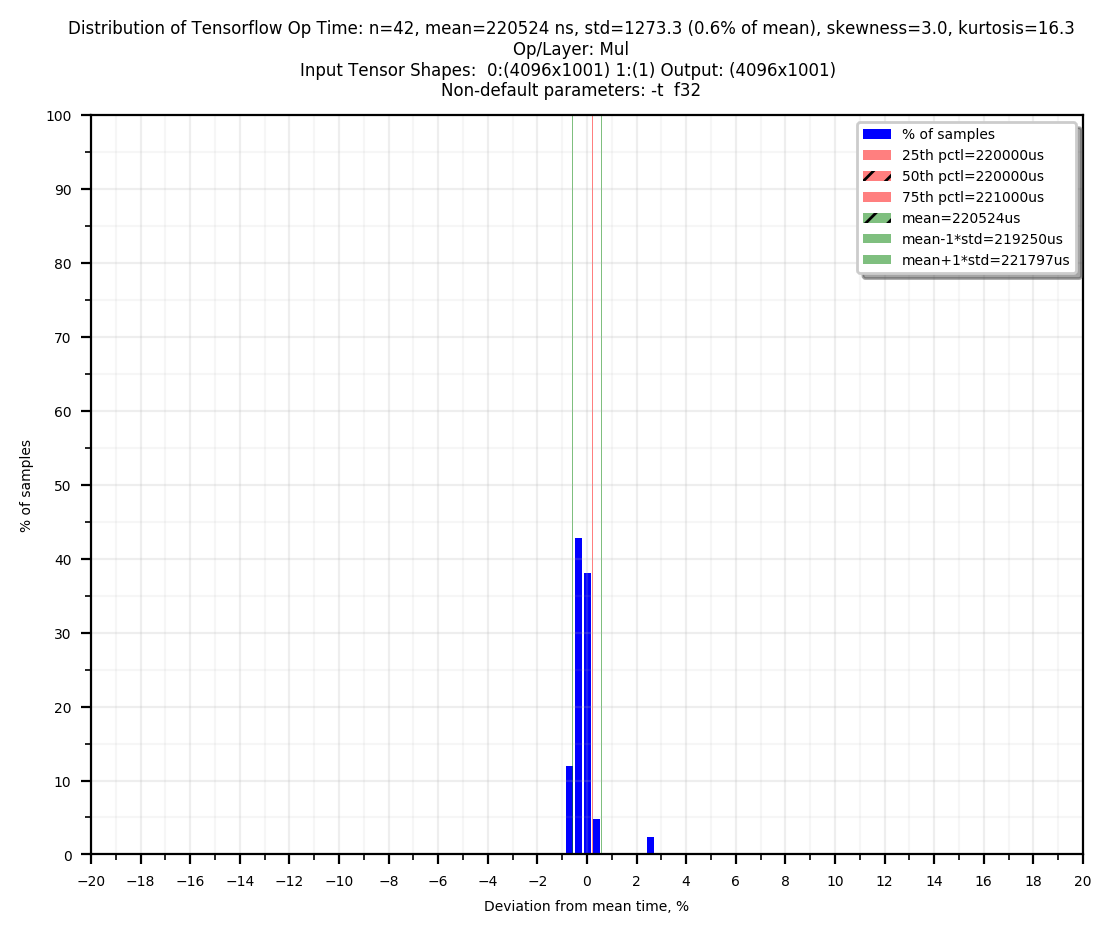 Distribution of Tensorflow Op Time: n=42, mean=220524 ns, std=1273.3 (0.6% of mean), skewness=3.0, kurtosis=16.3
Op/Layer: Mul
Input Tensor Shapes:  0:(4096x1001) 1:(1) Output: (4096x1001)
Non-default parameters: -t  f32
100
90
80
70
60
50
40
30
20
10
0
% of samples
% of samples
25th pctl=220000us
50th pctl=220000us
75th pctl=221000us
mean=220524us
mean-1*std=219250us
mean+1*std=221797us
−20 −18 −16 −14 −12 −10 −8 −6 −4 −2 0 2 4 6 8 10 12 14 16 18 20
Deviation from mean time, %